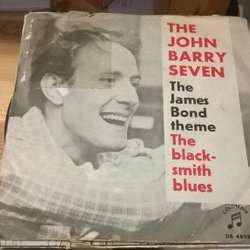 THE
JOHN
BARRY
SEVEN
The
James
Bond
theme
The
black-
smith
blues